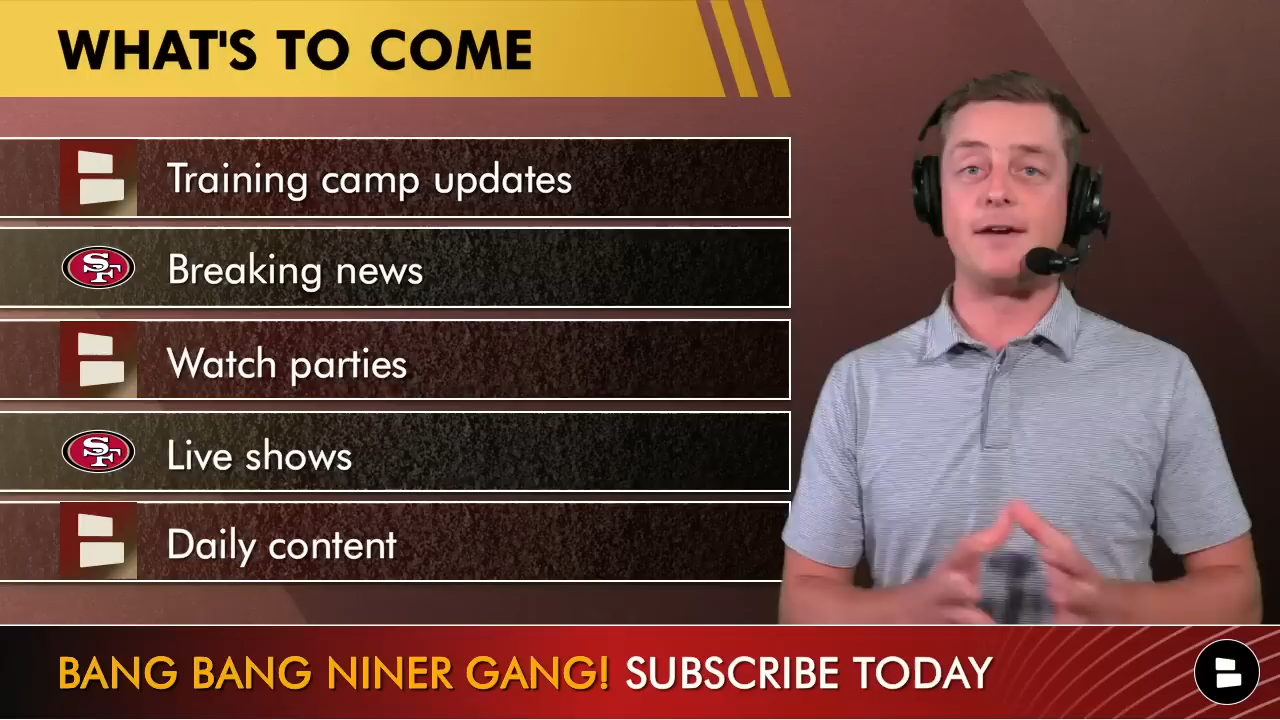 WHAT'S TO COME
Training camp updates
SF
Breaking news
Watch parties
SF
Live shows
Daily content
BANG BANG NINER GANG! SUBSCRIBE TODAY